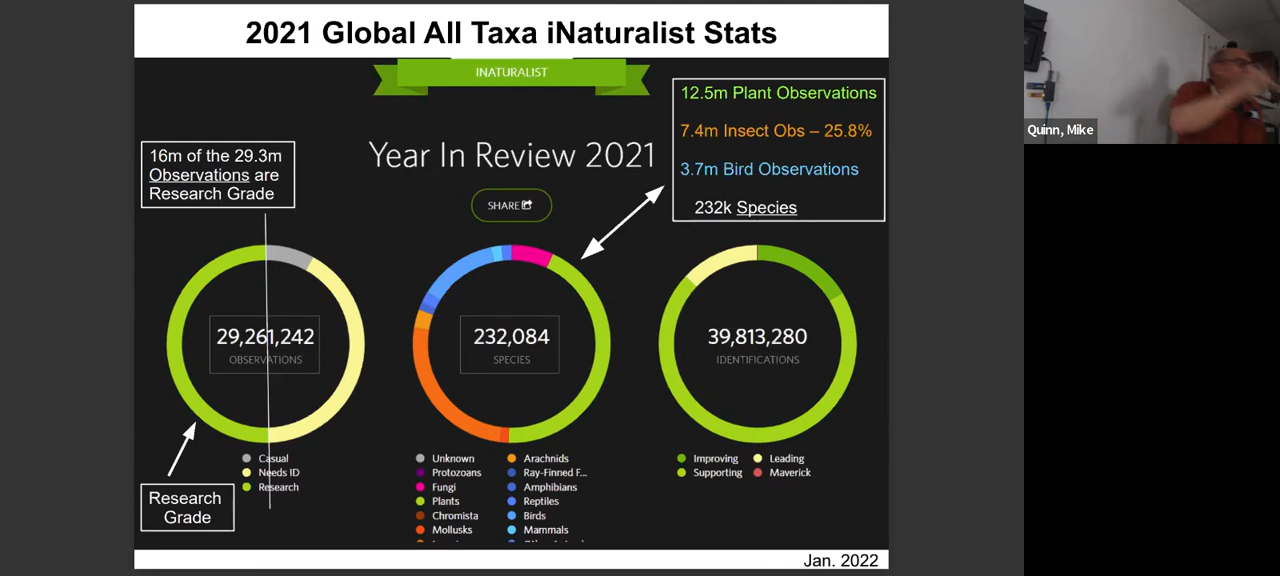 2021 Global All Taxa iNaturalist Stats
INATURALIST
Year In Review 2021
SHARE
12.5m Plant Observations
7.4m Insect Obs – 25.8%
3.7m Bird Observations
232k Species
16m of the 29.3m
Observations are
Research Grade
29,261,242
OBSERVATIONS
232,084
SPECIES
39,813,280
IDENTIFICATIONS
Research
Grade
Casual
Needs ID
Research
Unknown
Protozoans
Fungi
Plants
Chromista
Mollusks
Arachnids
Ray-Finned F...
Amphibians
Reptiles
Birds
Mammals
Improving
Supporting
Leading
Maverick
Jan. 2022
Quinn, Mike